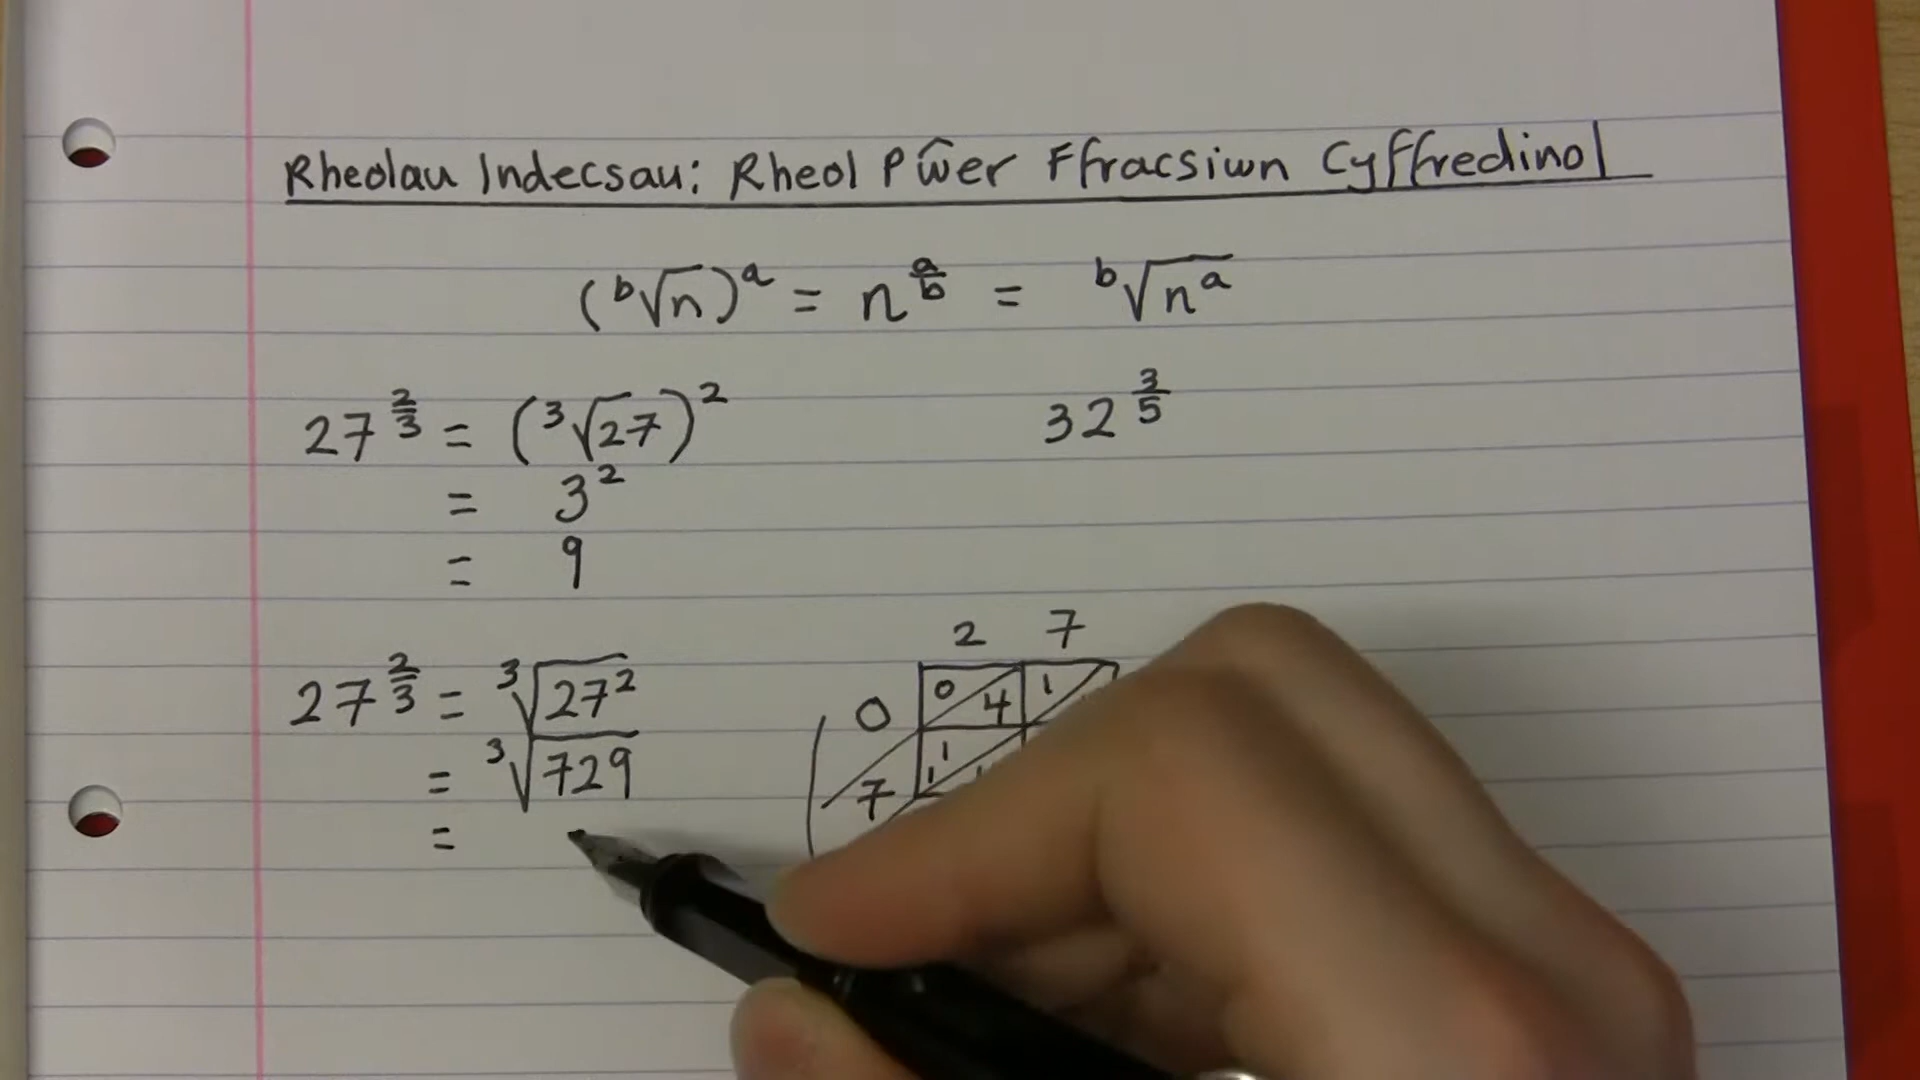 Rheolau Indecsau: Rheol Pŵer Ffracsiwn Cyffredinol
(ᵇ√n)ᵃ = n^(a/b) = ᵇ√(nᵃ)
27^(2/3) = (³√27)²
= 3²
= 9
32^(3/5)
27^(2/3) = ³√(27²)
= ³√729
=
2 7
0 0 4 1
7 1 1